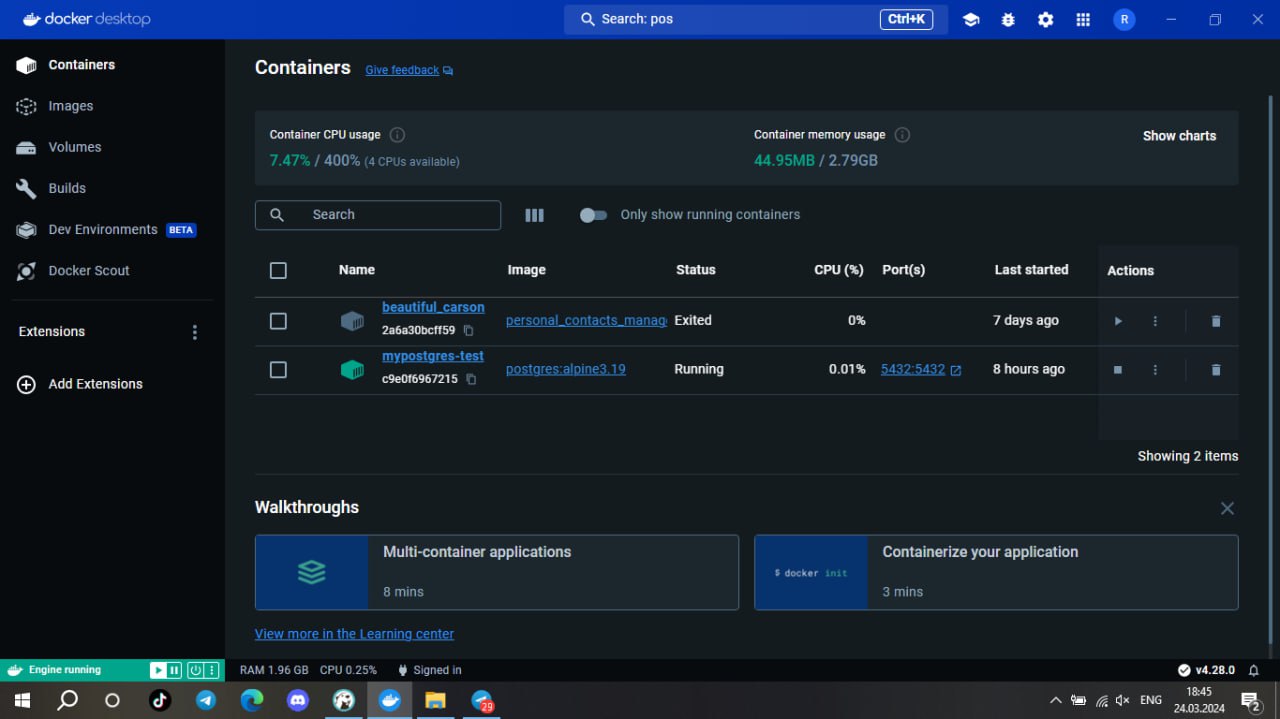 docker desktop
Search: pos
Ctrl+K
R
Containers
Images
Volumes
Builds
Dev Environments BETA
Docker Scout
Extensions
Add Extensions
Containers Give feedback
Container CPU usage
7.47% / 400% (4 CPUs available)
Container memory usage
44.95MB / 2.79GB
Show charts
Search
Only show running containers
Name Image Status CPU (%) Port(s) Last started Actions
beautiful_carson
2a6a30bcff59
personal_contacts_manag Exited 0% 7 days ago
mypostgres-test
c9e0f6967215
postgres:alpine3.19 Running 0.01% 5432:5432 8 hours ago
Showing 2 items
Walkthroughs
Multi-container applications
8 mins
$ docker init
Containerize your application
3 mins
View more in the Learning center
Engine running
RAM 1.96 GB CPU 0.25% Signed in
v4.28.0
29
ENG
18:45
24.03.2024
2